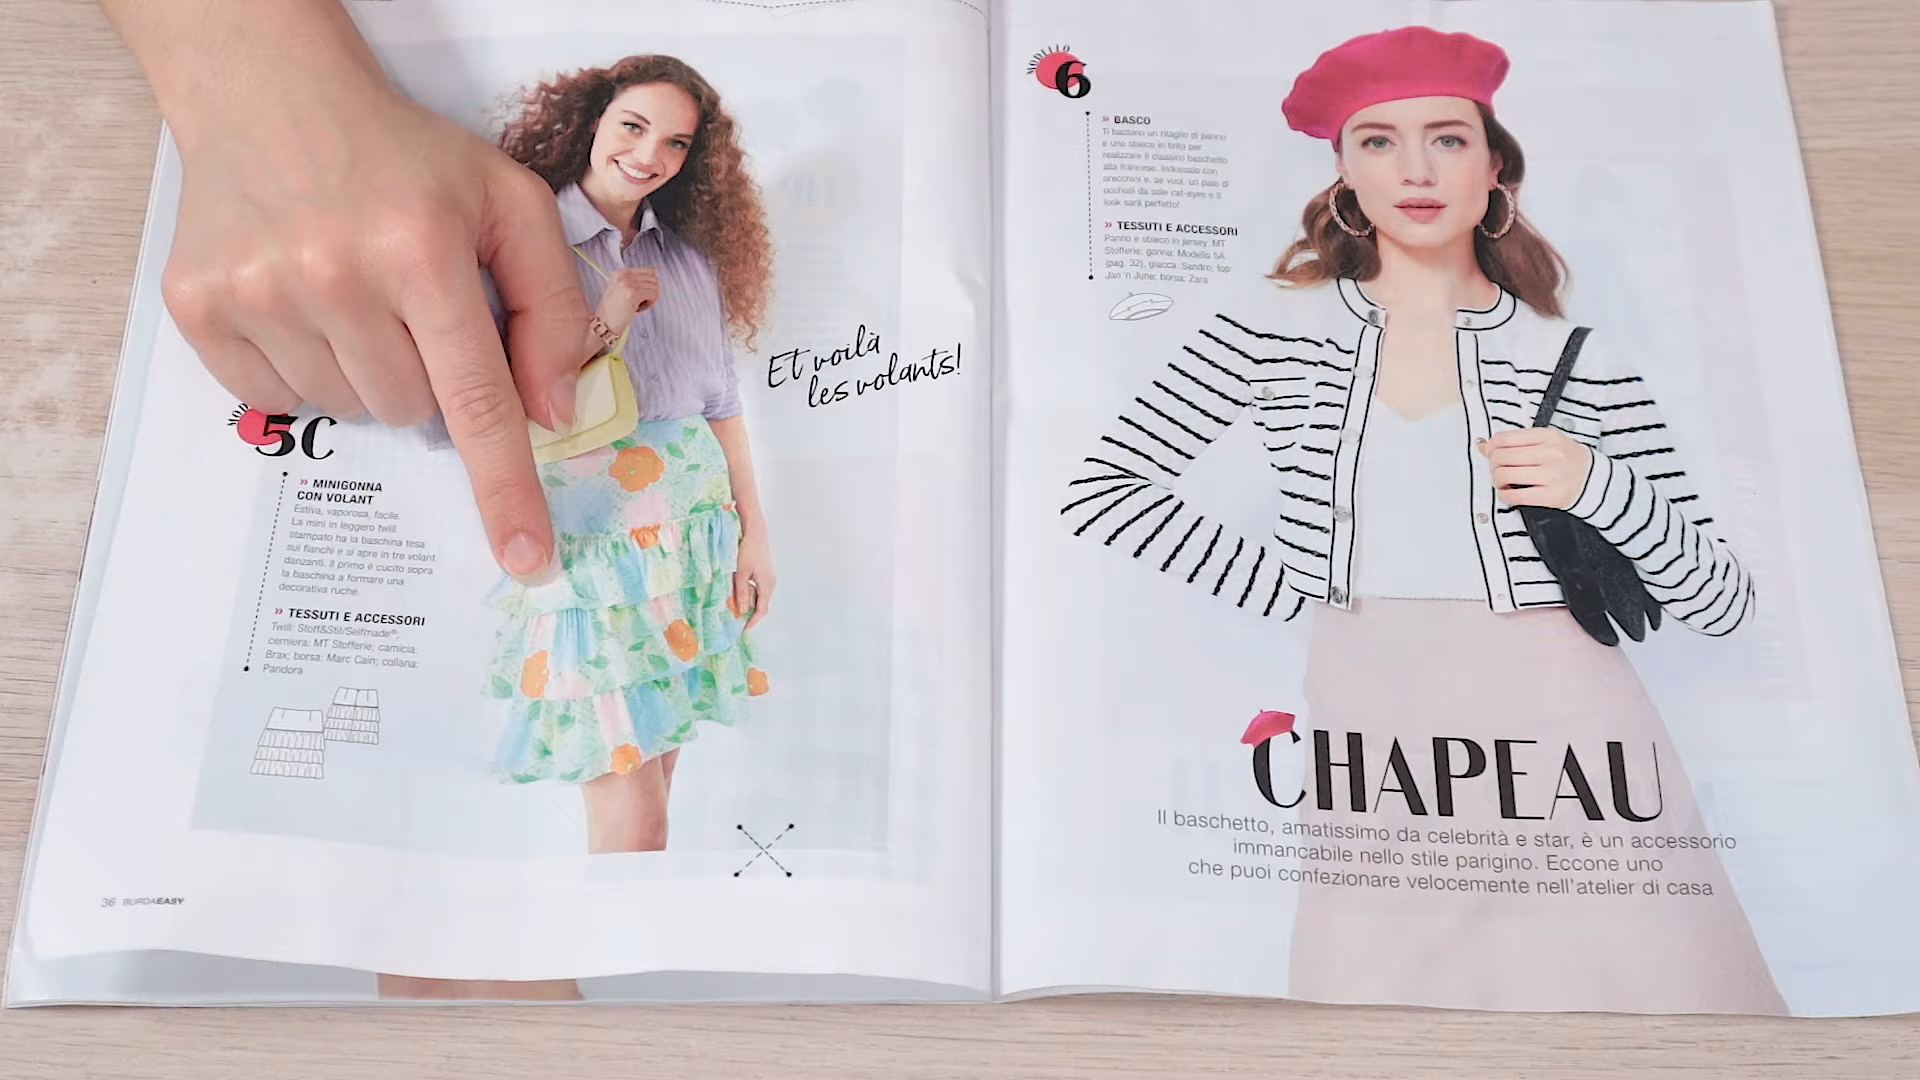 MODELLO
5C
» MINIGONNA
CON VOLANT
Estiva, vaporosa, facile.
La mini in leggero twill
stampato ha la baschina tesa
sui fianchi e si apre in tre volant
danzanti. Il primo è cucito sopra
la baschina a formare una
decorativa ruche.
» TESSUTI E ACCESSORI
Twill: Stoff&Stil/Selfmade®;
cerniera: MT Stofferie; camicia:
Brax; borsa: Marc Cain; collana:
Pandora
Et voilà
les volants!
36 BURDAEASY
MODELLO
6
» BASCO
Ti bastano un ritaglio di panno
e uno sbieco in tinta per
realizzare il classico baschetto
alla francese. Indossalo con
orecchini e, se vuoi, un paio di
occhiali da sole cat-eyes e il
look sarà perfetto!
» TESSUTI E ACCESSORI
Panno e sbieco in jersey: MT
Stofferie; gonna: Modello 5A
(pag. 32); giacca: Sandro; top:
Jan 'n June; borsa: Zara
CHAPEAU
Il baschetto, amatissimo da celebrità e star, è un accessorio
immancabile nello stile parigino. Eccone uno
che puoi confezionare velocemente nell'atelier di casa